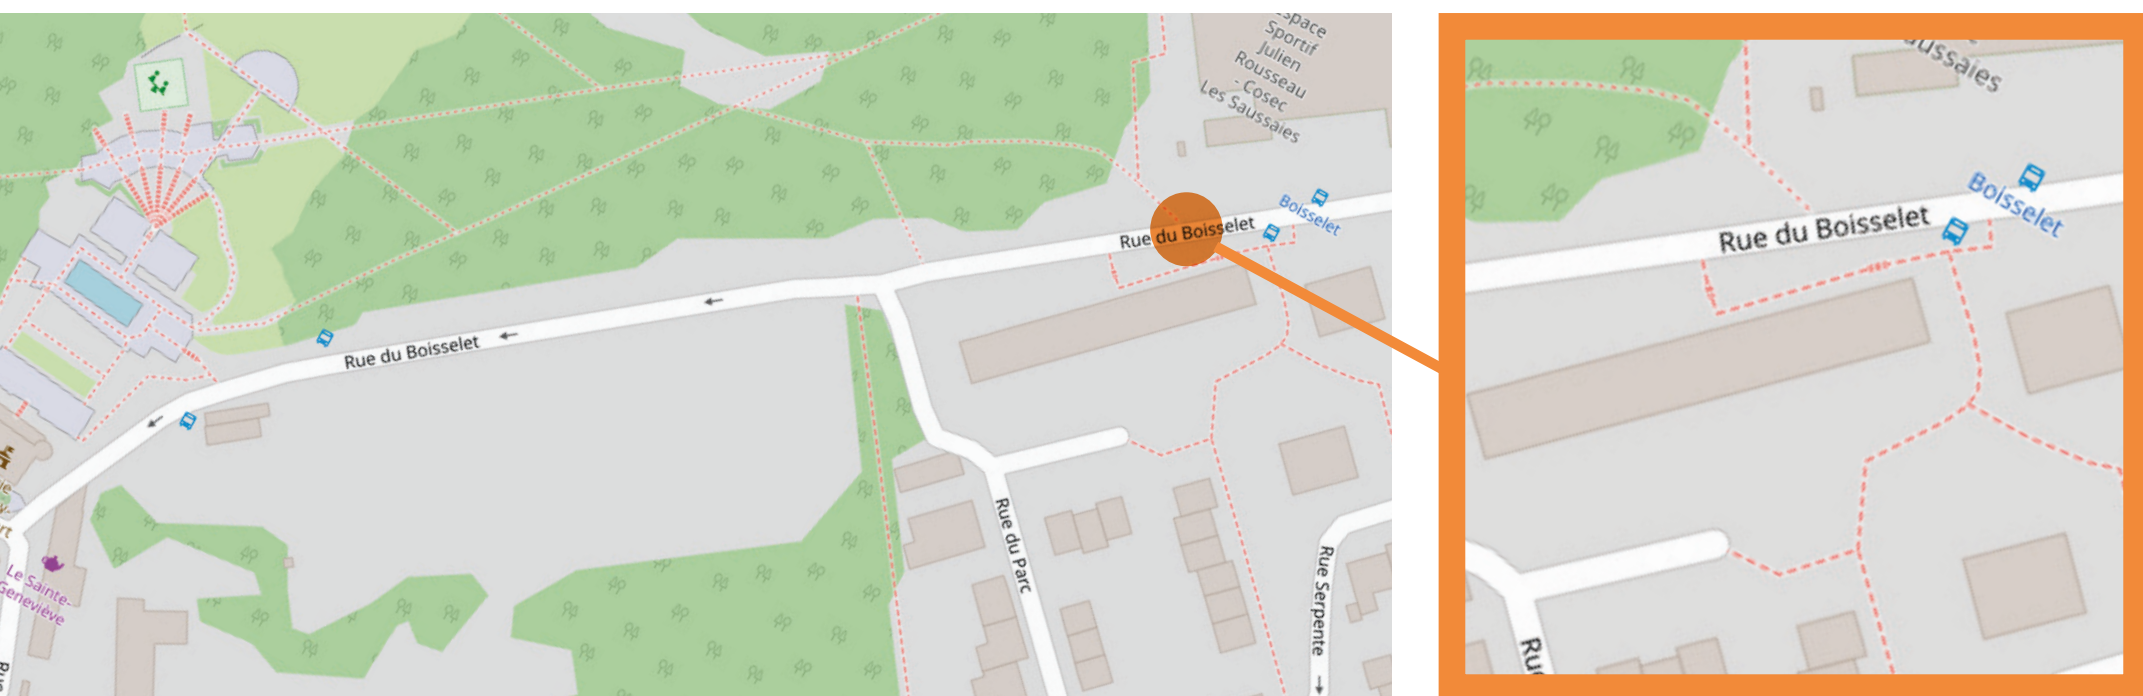 Espace
Sportif
Julien
Rousseau
- Cosec
Les Saussaies
Boisselet
Rue du Boisselet
Rue du Boisselet
Rue du Parc
Rue Serpente
Le Sainte-
Geneviève
Saussaies
Boisselet
Rue du Boisselet